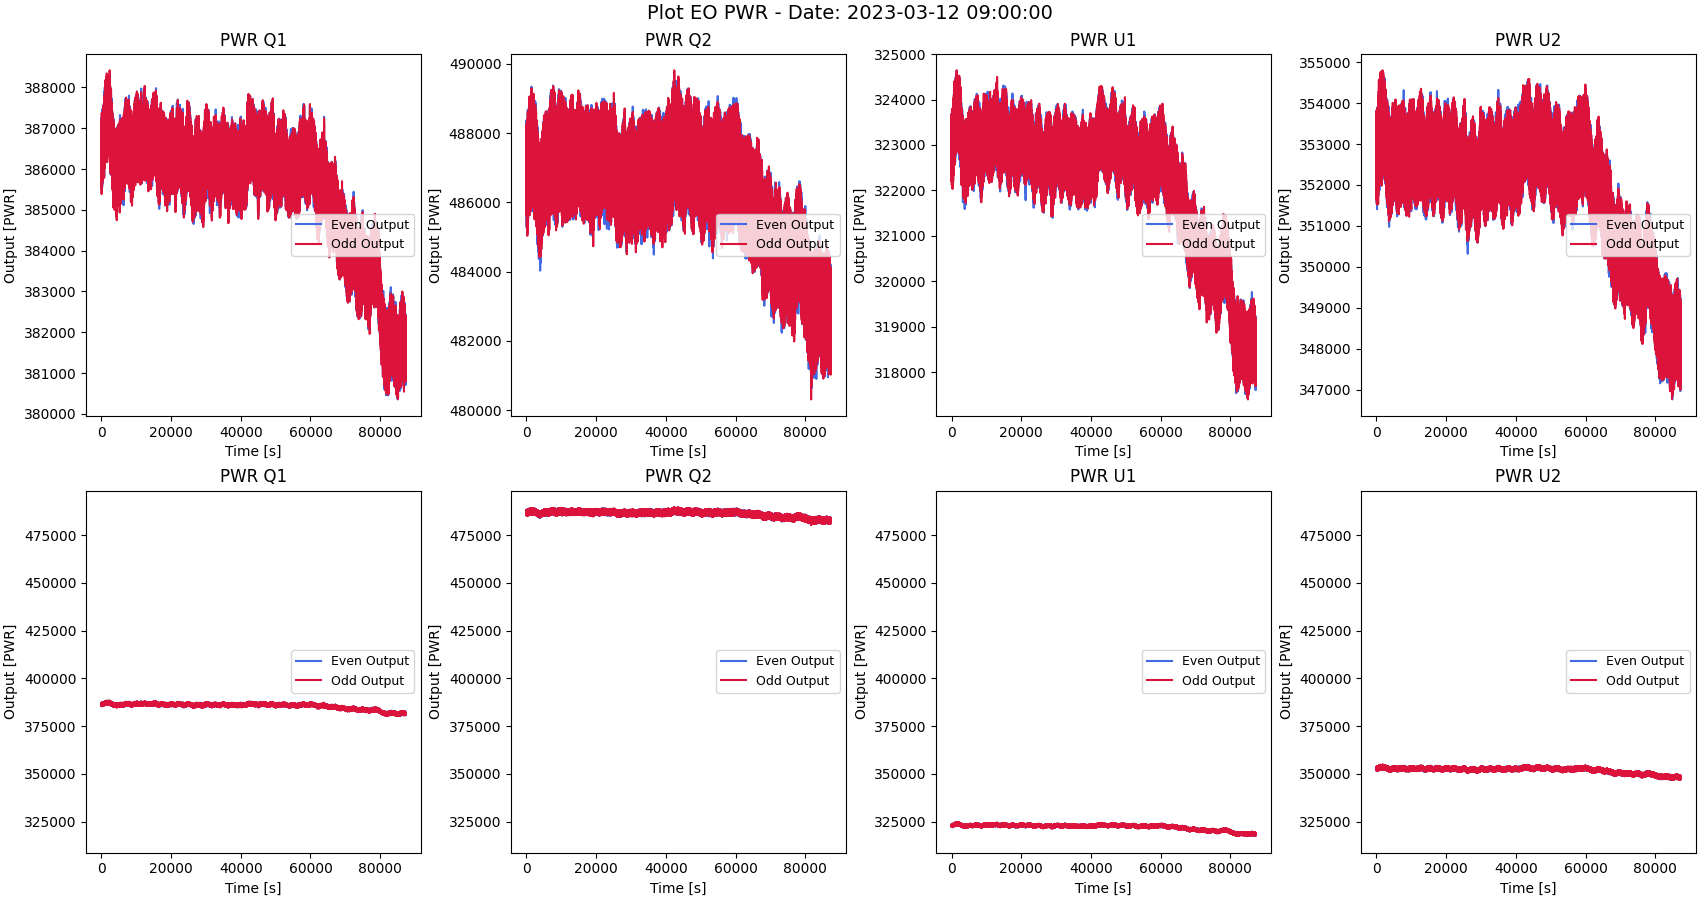 Plot EO PWR - Date: 2023-03-12 09:00:00
PWR Q1
Output [PWR]
388000
387000
386000
385000
384000
383000
382000
381000
380000
0 20000 40000 60000 80000
Time [s]
Even Output
Odd Output
PWR Q2
Output [PWR]
490000
488000
486000
484000
482000
480000
0 20000 40000 60000 80000
Time [s]
Even Output
Odd Output
PWR U1
Output [PWR]
325000
324000
323000
322000
321000
320000
319000
318000
0 20000 40000 60000 80000
Time [s]
Even Output
Odd Output
PWR U2
Output [PWR]
355000
354000
353000
352000
351000
350000
349000
348000
347000
0 20000 40000 60000 80000
Time [s]
Even Output
Odd Output
PWR Q1
Output [PWR]
475000
450000
425000
400000
375000
350000
325000
0 20000 40000 60000 80000
Time [s]
Even Output
Odd Output
PWR Q2
Output [PWR]
475000
450000
425000
400000
375000
350000
325000
0 20000 40000 60000 80000
Time [s]
Even Output
Odd Output
PWR U1
Output [PWR]
475000
450000
425000
400000
375000
350000
325000
0 20000 40000 60000 80000
Time [s]
Even Output
Odd Output
PWR U2
Output [PWR]
475000
450000
425000
400000
375000
350000
325000
0 20000 40000 60000 80000
Time [s]
Even Output
Odd Output